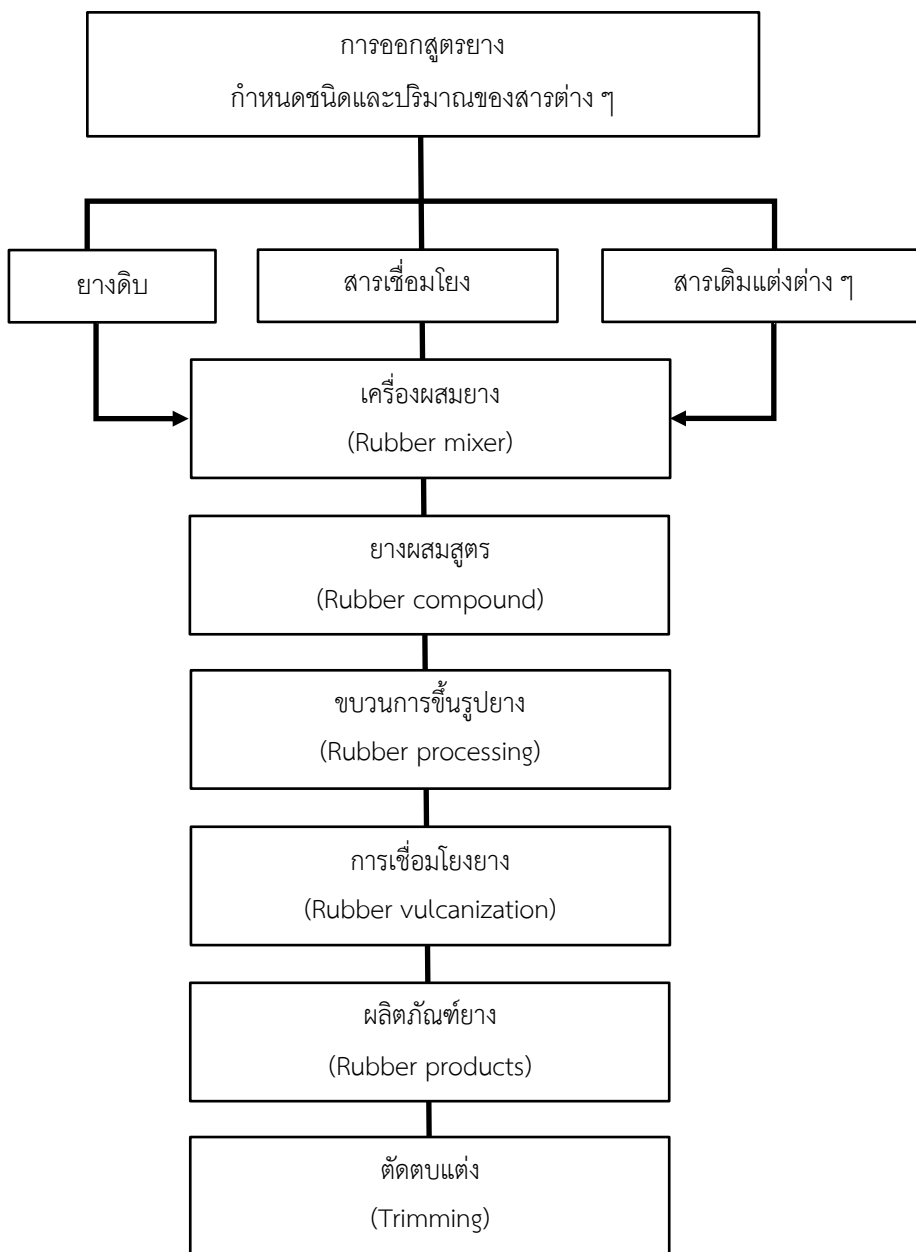 การออกสูตรยาง
กำหนดชนิดและปริมาณของสารต่าง ๆ
ยางดิบ
สารเชื่อมโยง
สารเติมแต่งต่าง ๆ
เครื่องผสมยาง
(Rubber mixer)
ยางผสมสูตร
(Rubber compound)
ขบวนการขึ้นรูปยาง
(Rubber processing)
การเชื่อมโยงยาง
(Rubber vulcanization)
ผลิตภัณฑ์ยาง
(Rubber products)
ตัดตบแต่ง
(Trimming)